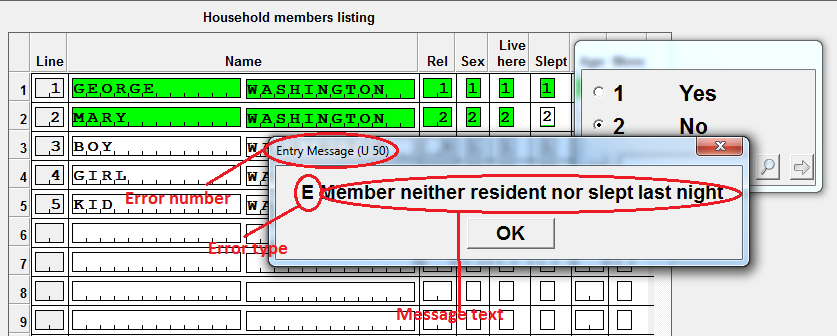 Household members listing
Line Name Rel Sex Live here Slept
1 1 GEORGE WASHINGTON 1 1 1 1
2 2 MARY WASHINGTON 2 2 2 2
1 Yes
2 No
3 3 BOY WA
4 4 GIRL WA
5 5 KID WA
6
7
8
9
Entry Message (U 50)
E Member neither resident nor slept last night
OK
Error number
Error type
Message text